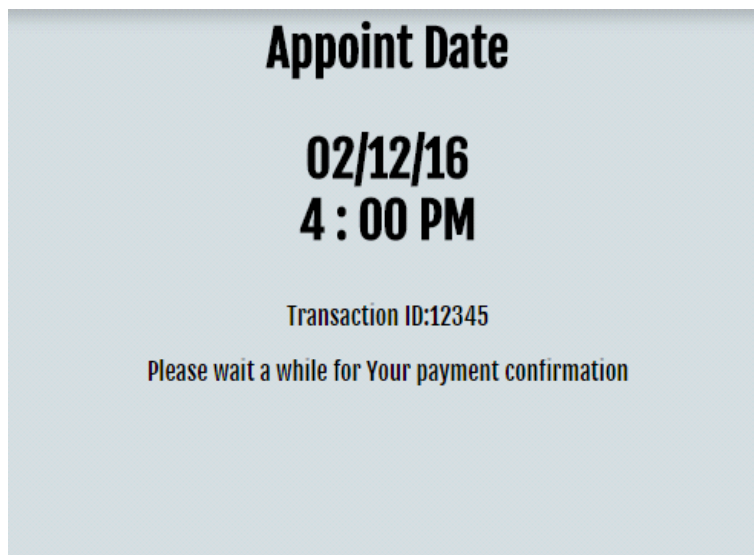 Appoint Date
02/12/16
4 : 00 PM
Transaction ID:12345
Please wait a while for Your payment confirmation